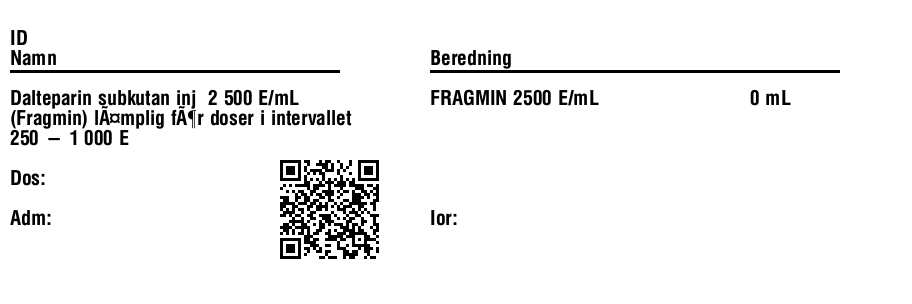 ID
Namn
Beredning
Dalteparin subkutan inj 2 500 E/mL
(Fragmin) lÃ¤mplig fÃ¶r doser i intervallet
250 – 1 000 E
FRAGMIN 2500 E/mL 0 mL
Dos:
Adm:
Ior: